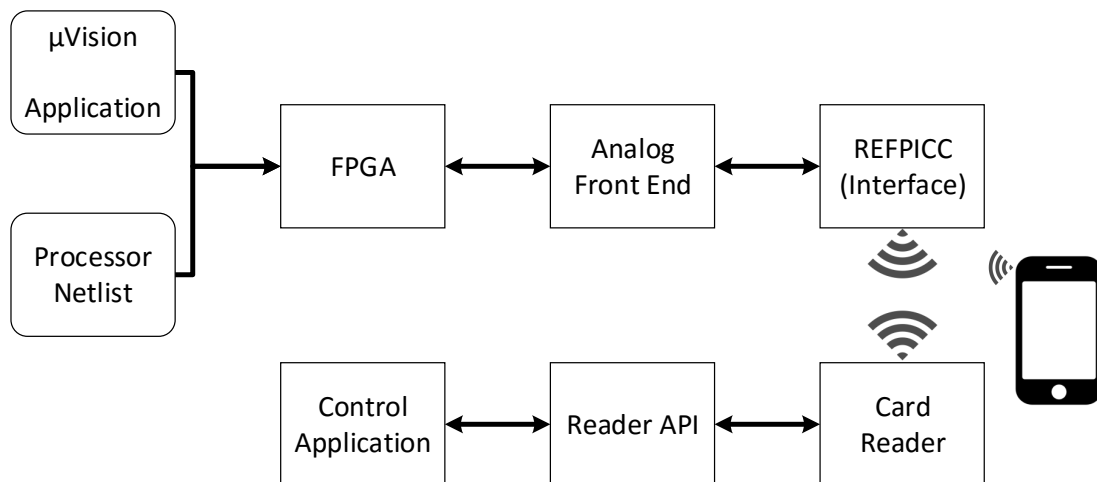 µVision
Application
FPGA
Analog
Front End
REFPICC
(Interface)
Processor
Netlist
Control
Application
Reader API
Card
Reader